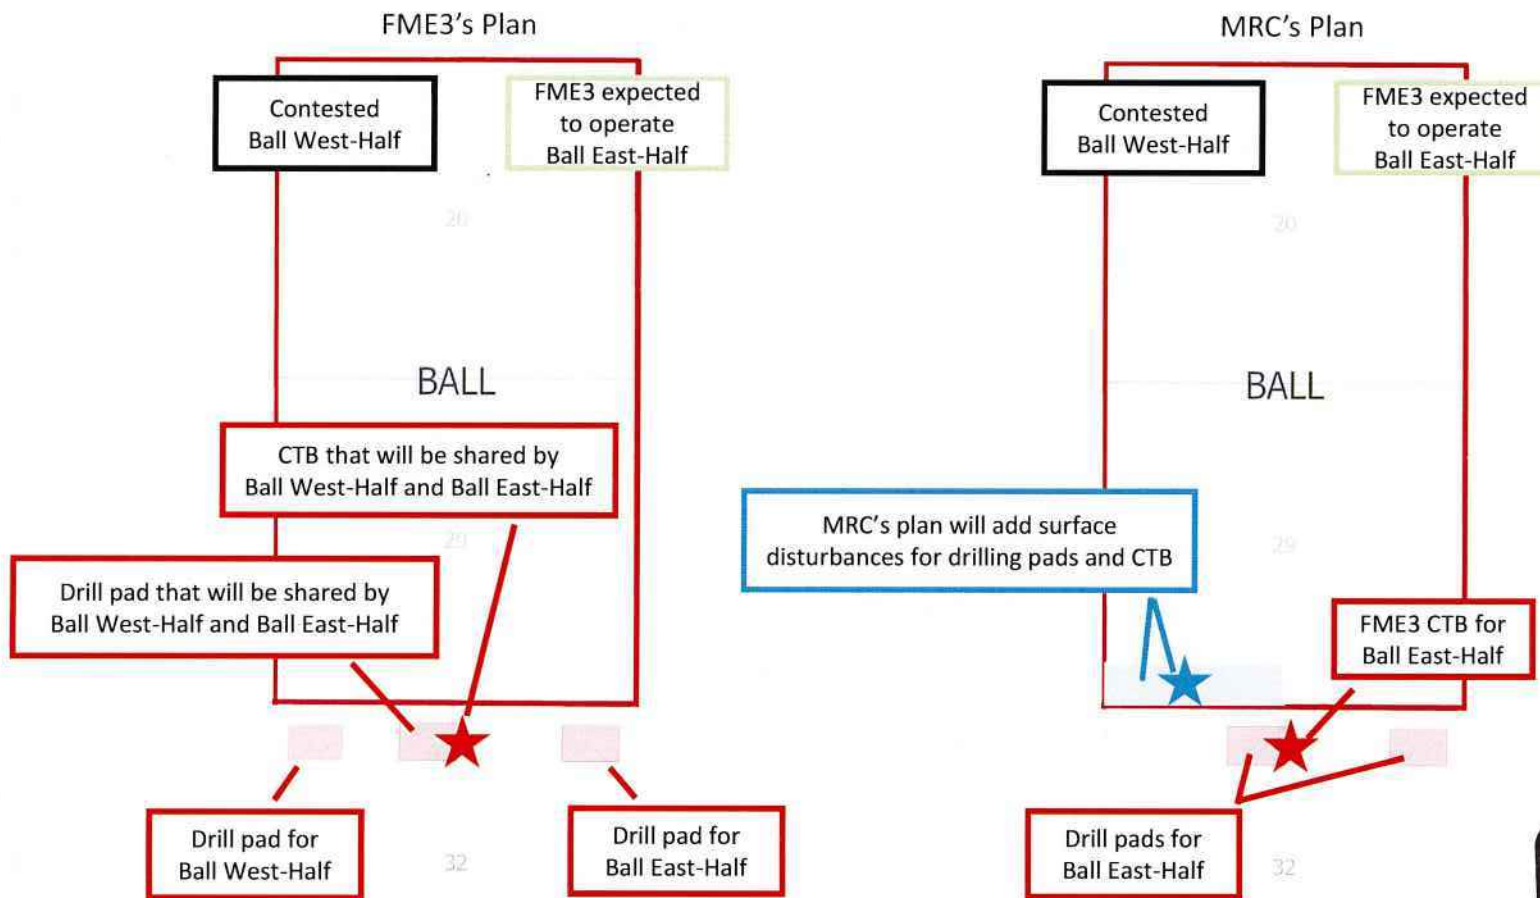 FME3's Plan
Contested
Ball West-Half
FME3 expected
to operate
Ball East-Half
20
BALL
CTB that will be shared by
Ball West-Half and Ball East-Half
29
Drill pad that will be shared by
Ball West-Half and Ball East-Half
Drill pad for
Ball West-Half
32
Drill pad for
Ball East-Half
MRC's Plan
Contested
Ball West-Half
FME3 expected
to operate
Ball East-Half
20
BALL
MRC's plan will add surface
disturbances for drilling pads and CTB
29
FME3 CTB for
Ball East-Half
Drill pads for
Ball East-Half
32